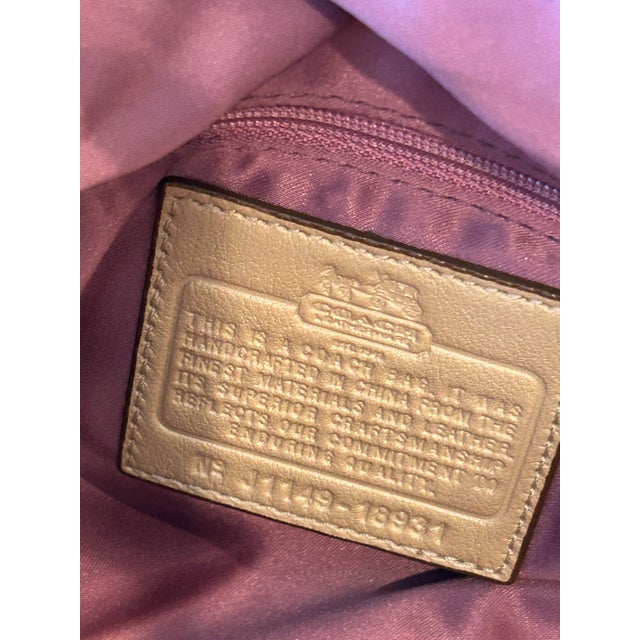 COACH
THIS IS A COACH BAG. IT WAS
HANDCRAFTED IN CHINA FROM THE
FINEST MATERIALS AND LEATHER.
ITS SUPERIOR CRAFTSMANSHIP
REFLECTS OUR COMMITMENT TO
ENDURING QUALITY.
J1149-18931